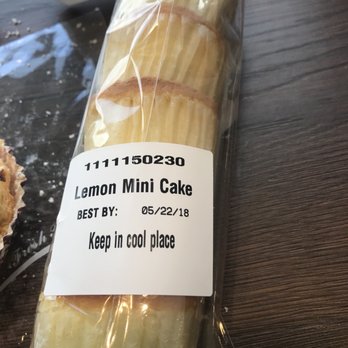 1111150230
Lemon Mini Cake
BEST BY: 05/22/18
Keep in cool place